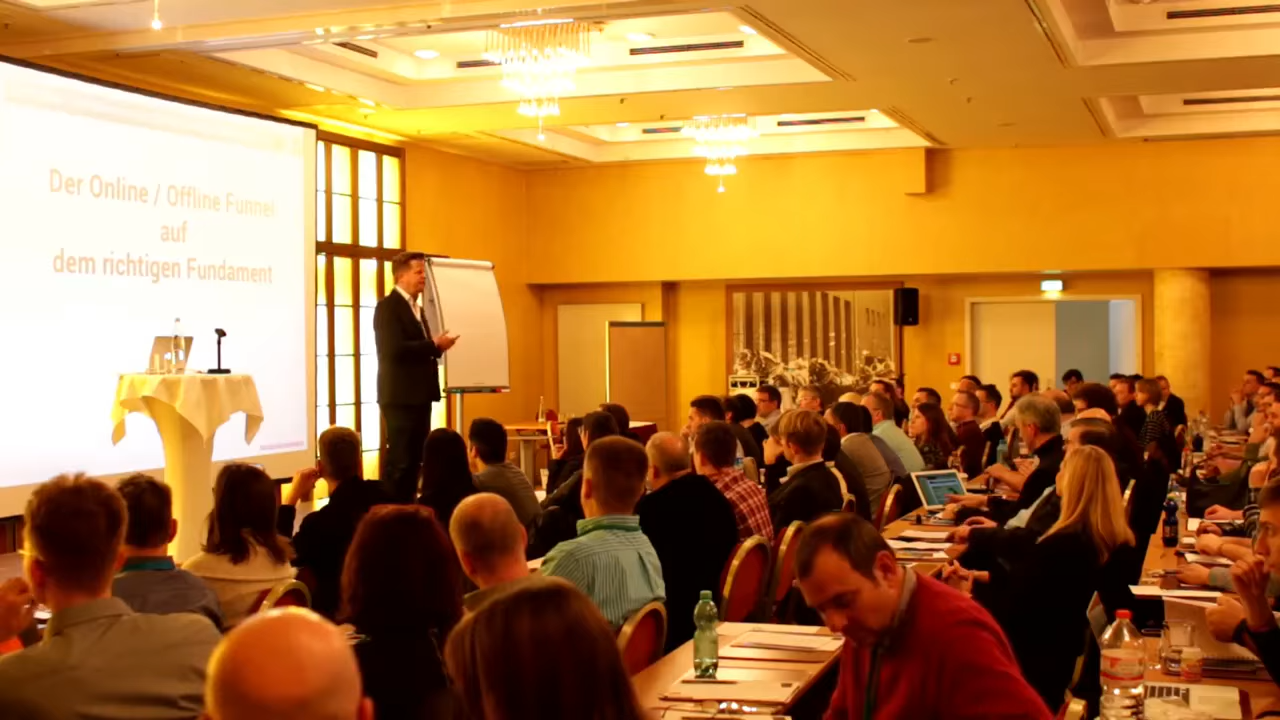 Der Online / Offline Funnel
auf
dem richtigen Fundament